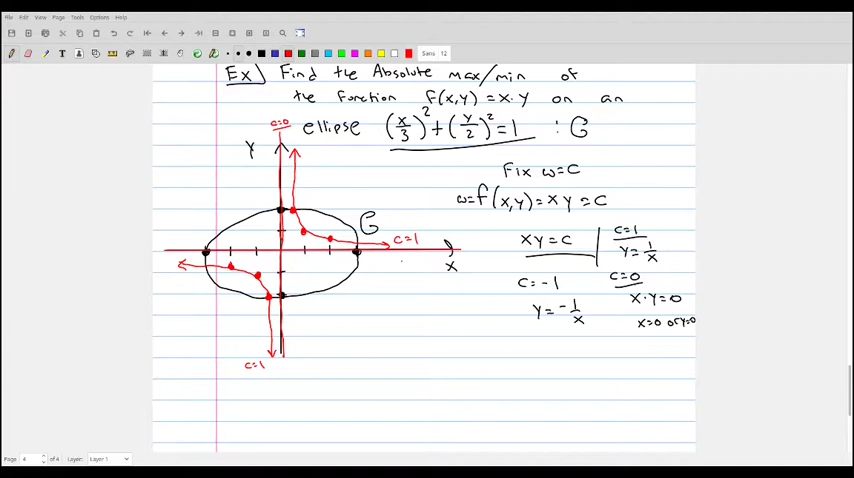 File Edit View Page Tools Options Help
Sans 12
Ex) Find the Absolute max/min of
the function f(x,y) = x·y on an
ellipse (x/3)² + (y/2)² = 1 : G
c=0
Y
G
c=1
X
c=1
Fix w=c
w=f(x,y)=xy=c
xy=c
c=-1
y=-1/x
c=1
y=1/x
c=0
x·y=0
x=0 or y=0
Page 4 of 4 Layer 1 Layer 1